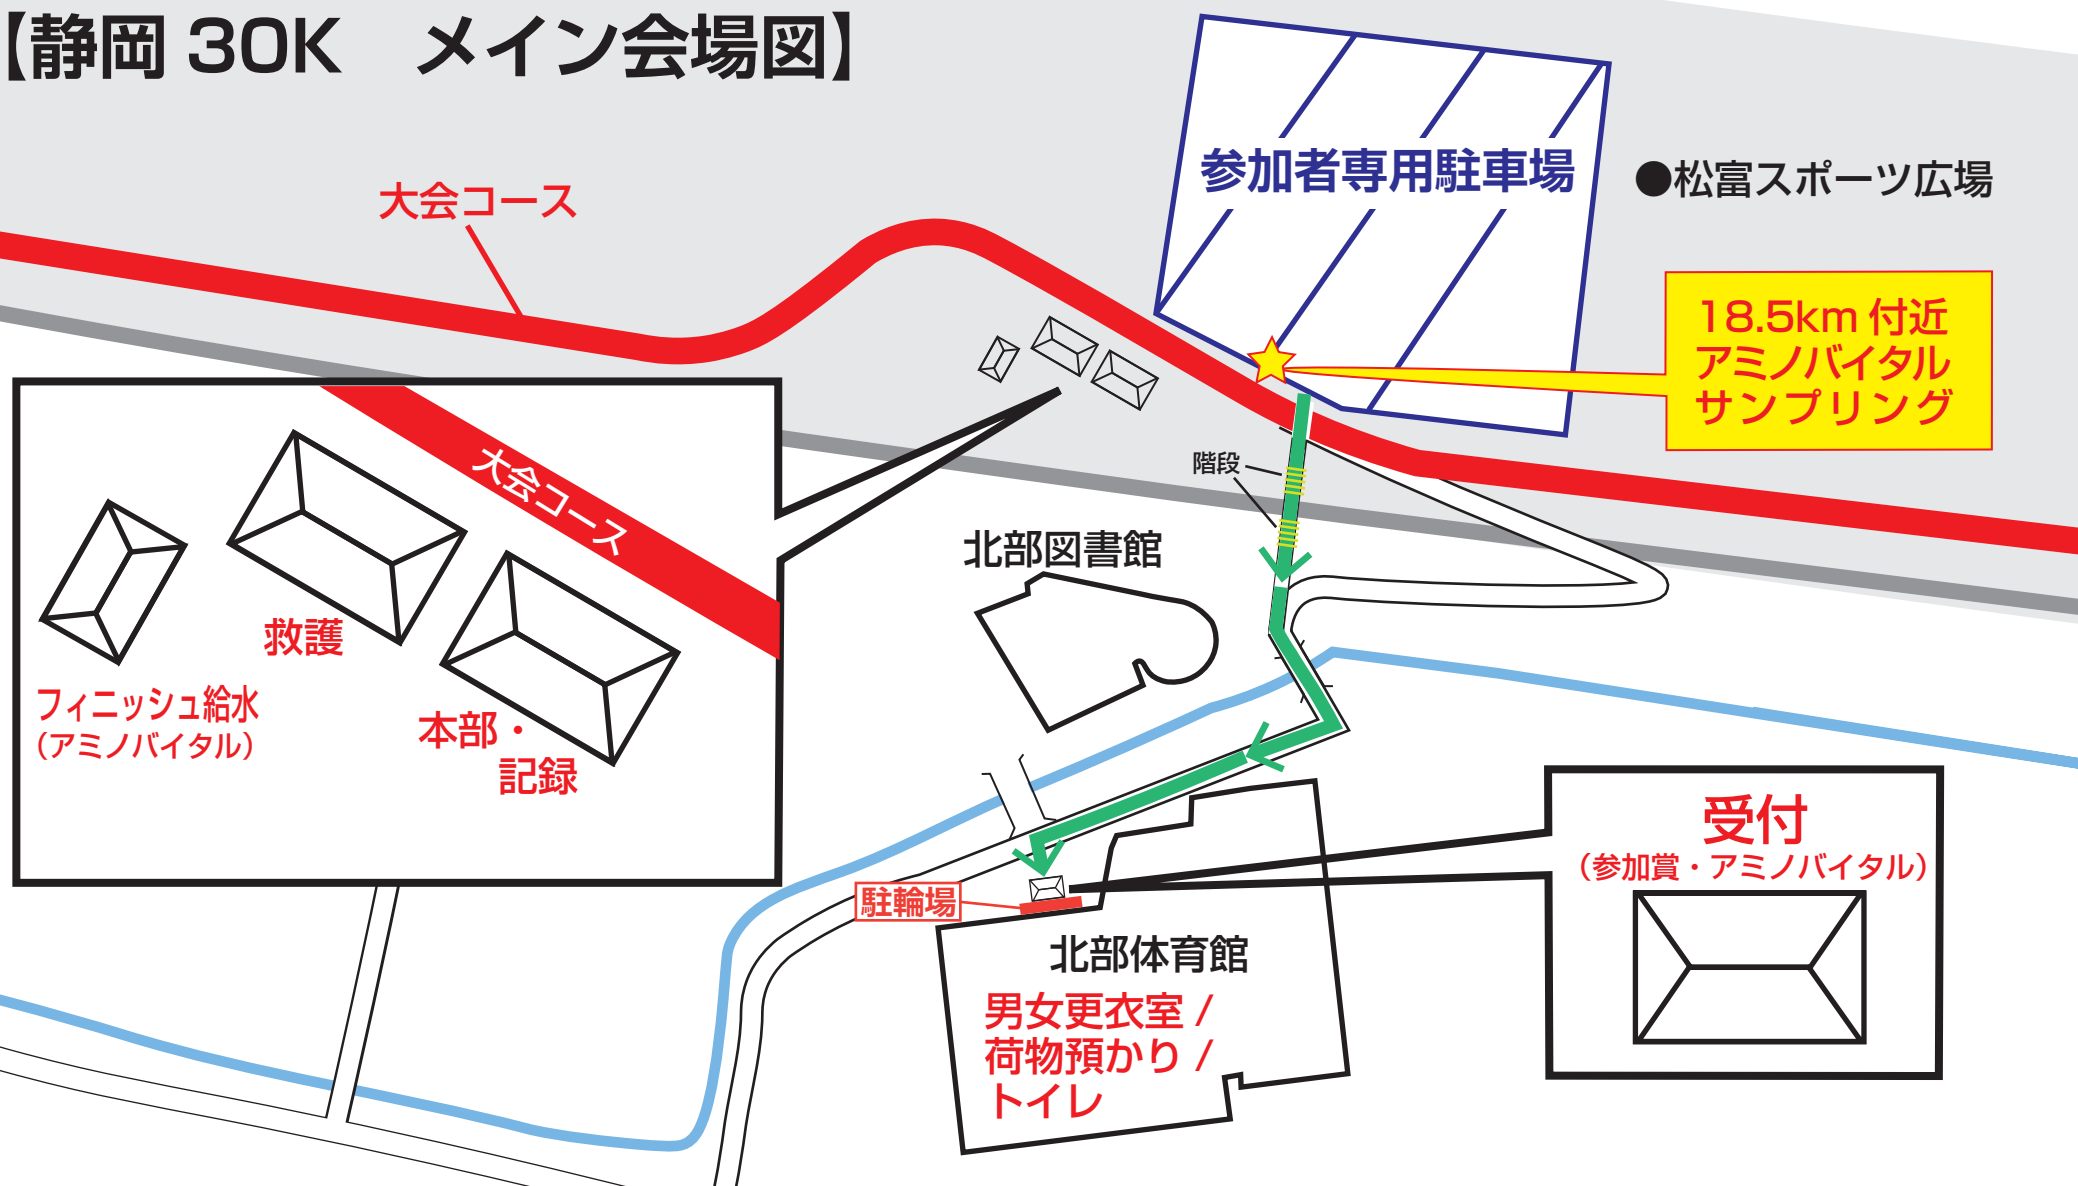 【静岡 30K　メイン会場図】
大会コース
参加者専用駐車場
●松富スポーツ広場
18.5km 付近
アミノバイタル
サンプリング
階段
大会コース
救護
フィニッシュ給水
（アミノバイタル）
本部・
記録
北部図書館
駐輪場
受付
（参加賞・アミノバイタル）
北部体育館
男女更衣室 /
荷物預かり /
トイレ